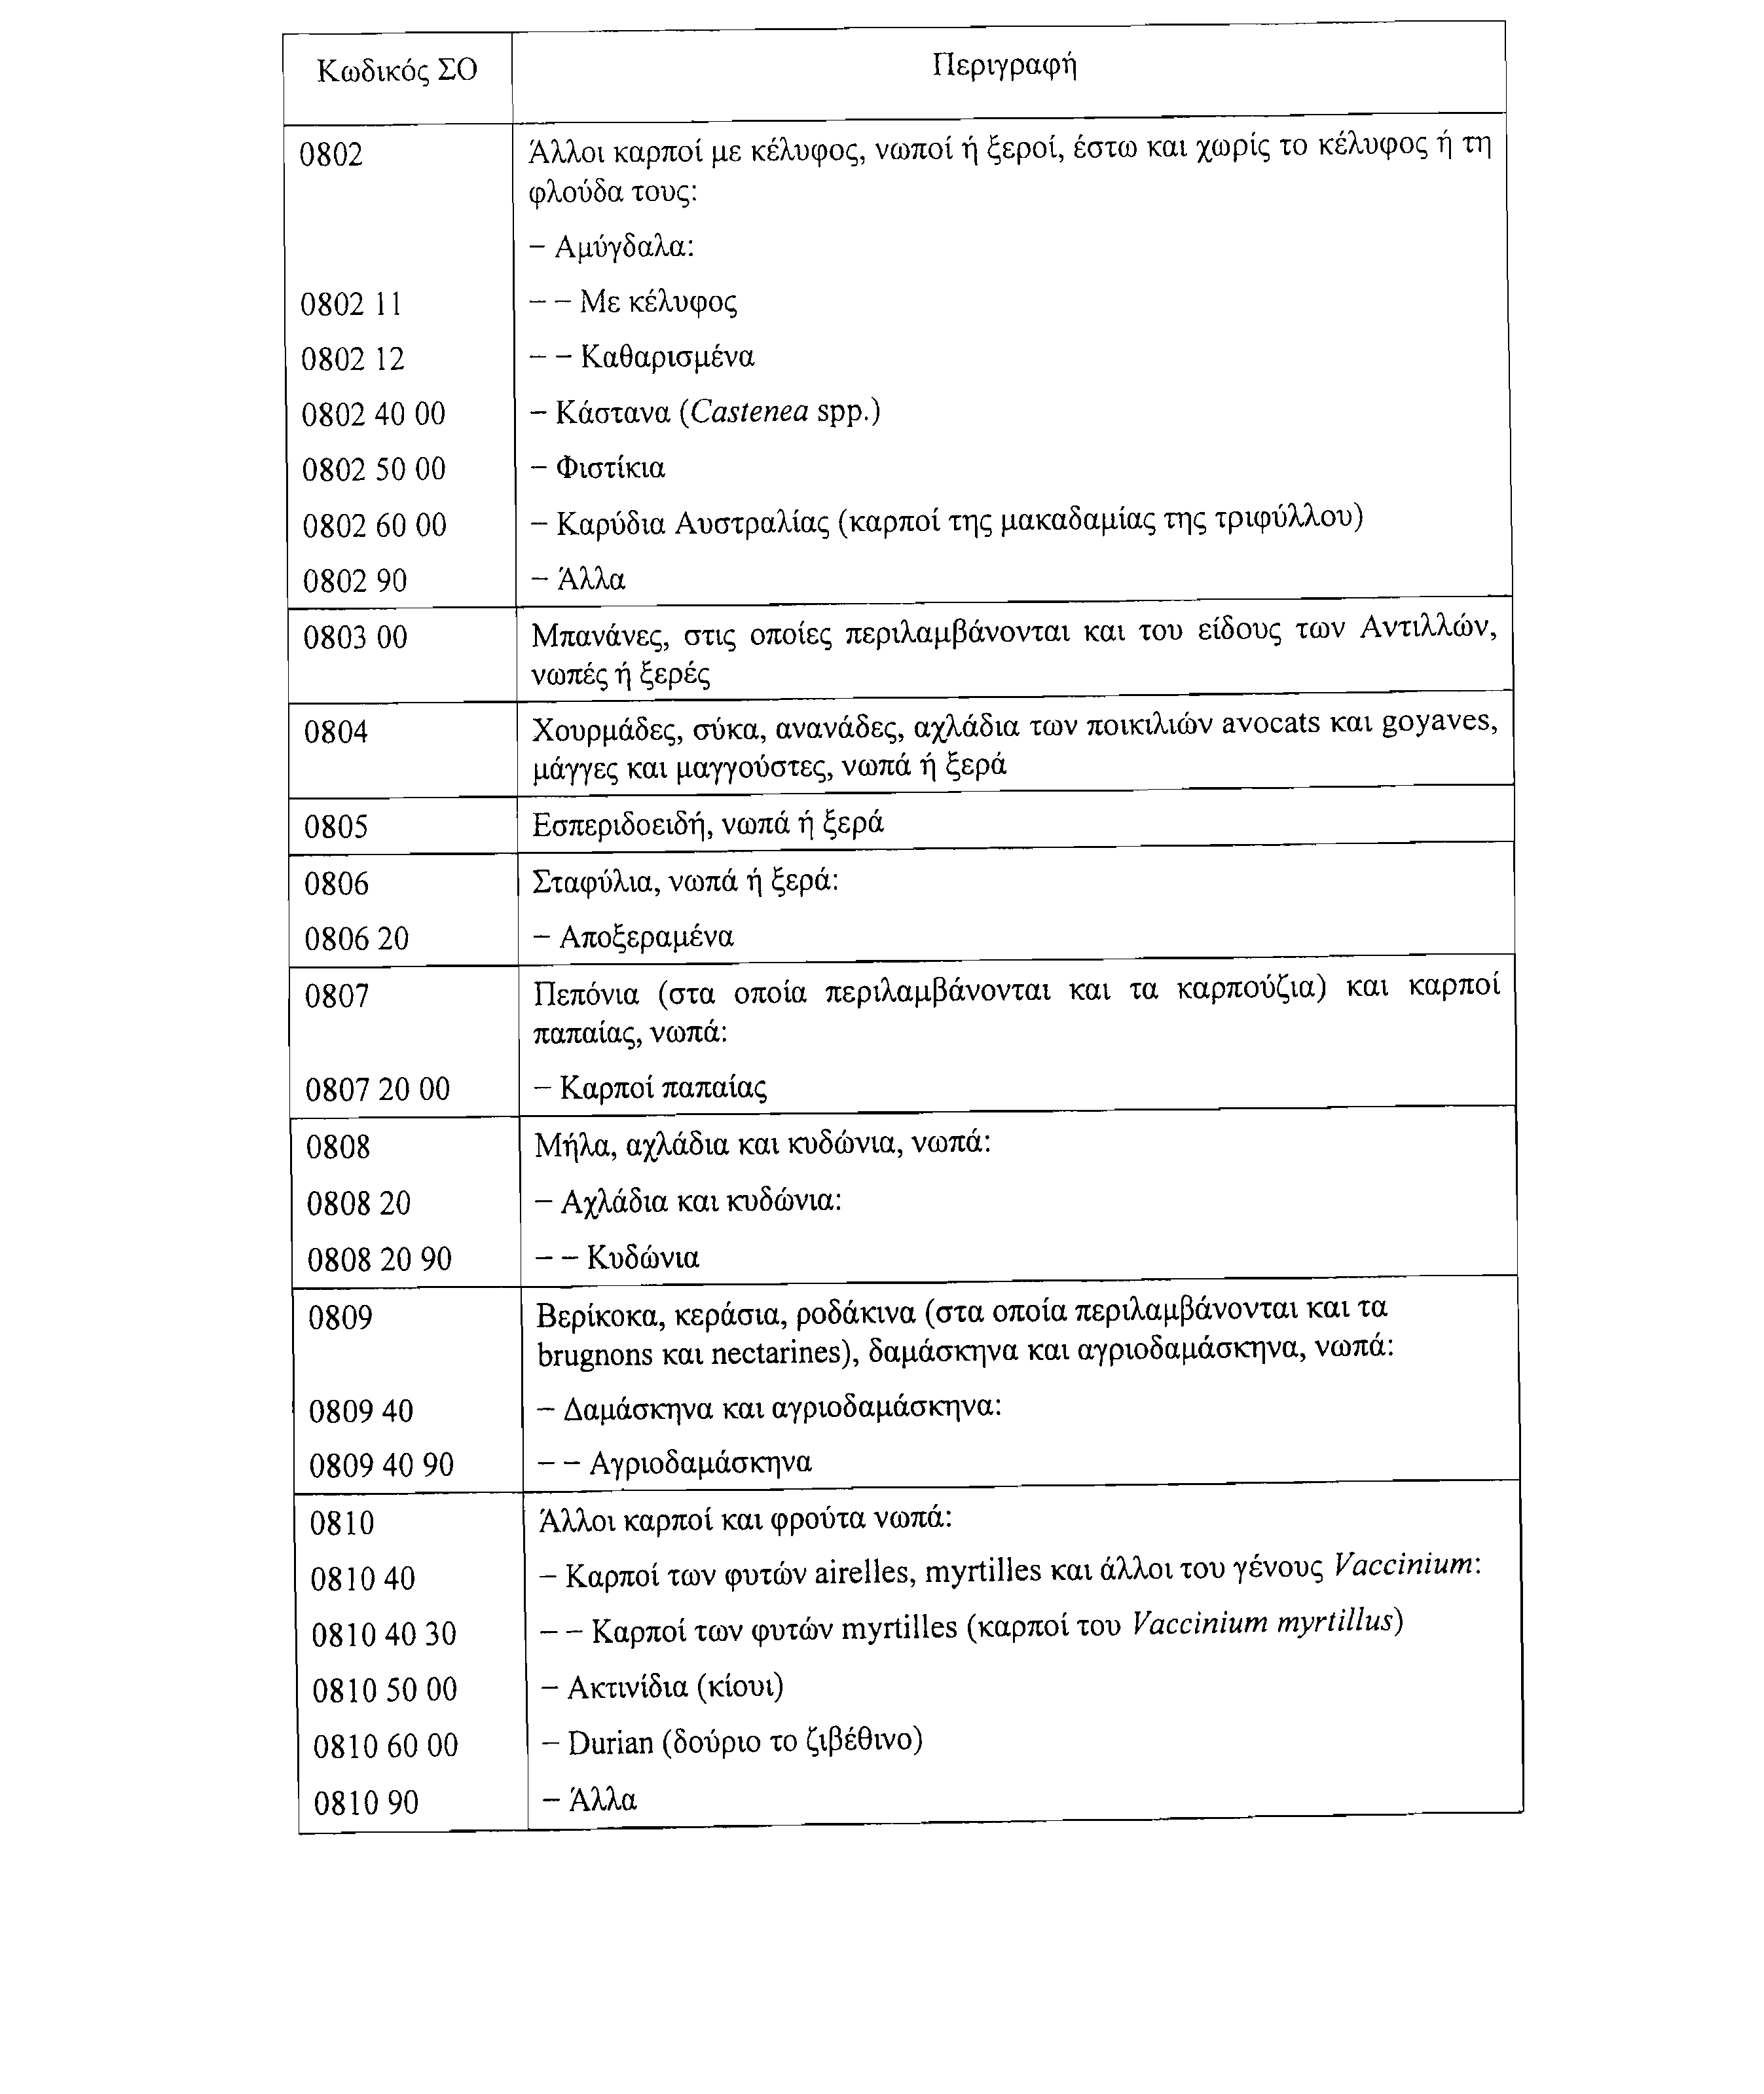 Κωδικός ΣΟ Περιγραφή
0802 Άλλοι καρποί με κέλυφος, νωποί ή ξεροί, έστω και χωρίς το κέλυφος ή τη
φλούδα τους:
– Αμύγδαλα:
0802 11 – – Με κέλυφος
0802 12 – – Καθαρισμένα
0802 40 00 – Κάστανα (Castenea spp.)
0802 50 00 – Φιστίκια
0802 60 00 – Καρύδια Αυστραλίας (καρποί της μακαδαμίας της τριφύλλου)
0802 90 – Άλλα
0803 00 Μπανάνες, στις οποίες περιλαμβάνονται και του είδους των Αντιλλών,
νωπές ή ξερές
0804 Χουρμάδες, σύκα, ανανάδες, αχλάδια των ποικιλιών avocats και goyaves,
μάγγες και μαγγούστες, νωπά ή ξερά
0805 Εσπεριδοειδή, νωπά ή ξερά
0806 Σταφύλια, νωπά ή ξερά:
0806 20 – Αποξεραμένα
0807 Πεπόνια (στα οποία περιλαμβάνονται και τα καρπούζια) και καρποί
παπαίας, νωπά:
0807 20 00 – Καρποί παπαίας
0808 Μήλα, αχλάδια και κυδώνια, νωπά:
0808 20 – Αχλάδια και κυδώνια:
0808 20 90 – – Κυδώνια
0809 Βερίκοκα, κεράσια, ροδάκινα (στα οποία περιλαμβάνονται και τα
brugnons και nectarines), δαμάσκηνα και αγριοδαμάσκηνα, νωπά:
0809 40 – Δαμάσκηνα και αγριοδαμάσκηνα:
0809 40 90 – – Αγριοδαμάσκηνα
0810 Άλλοι καρποί και φρούτα νωπά:
0810 40 – Καρποί των φυτών airelles, myrtilles και άλλοι του γένους Vaccinium:
0810 40 30 – – Καρποί των φυτών myrtilles (καρποί του Vaccinium myrtillus)
0810 50 00 – Ακτινίδια (κίουι)
0810 60 00 – Durian (δούριο το ζιβέθινο)
0810 90 – Άλλα